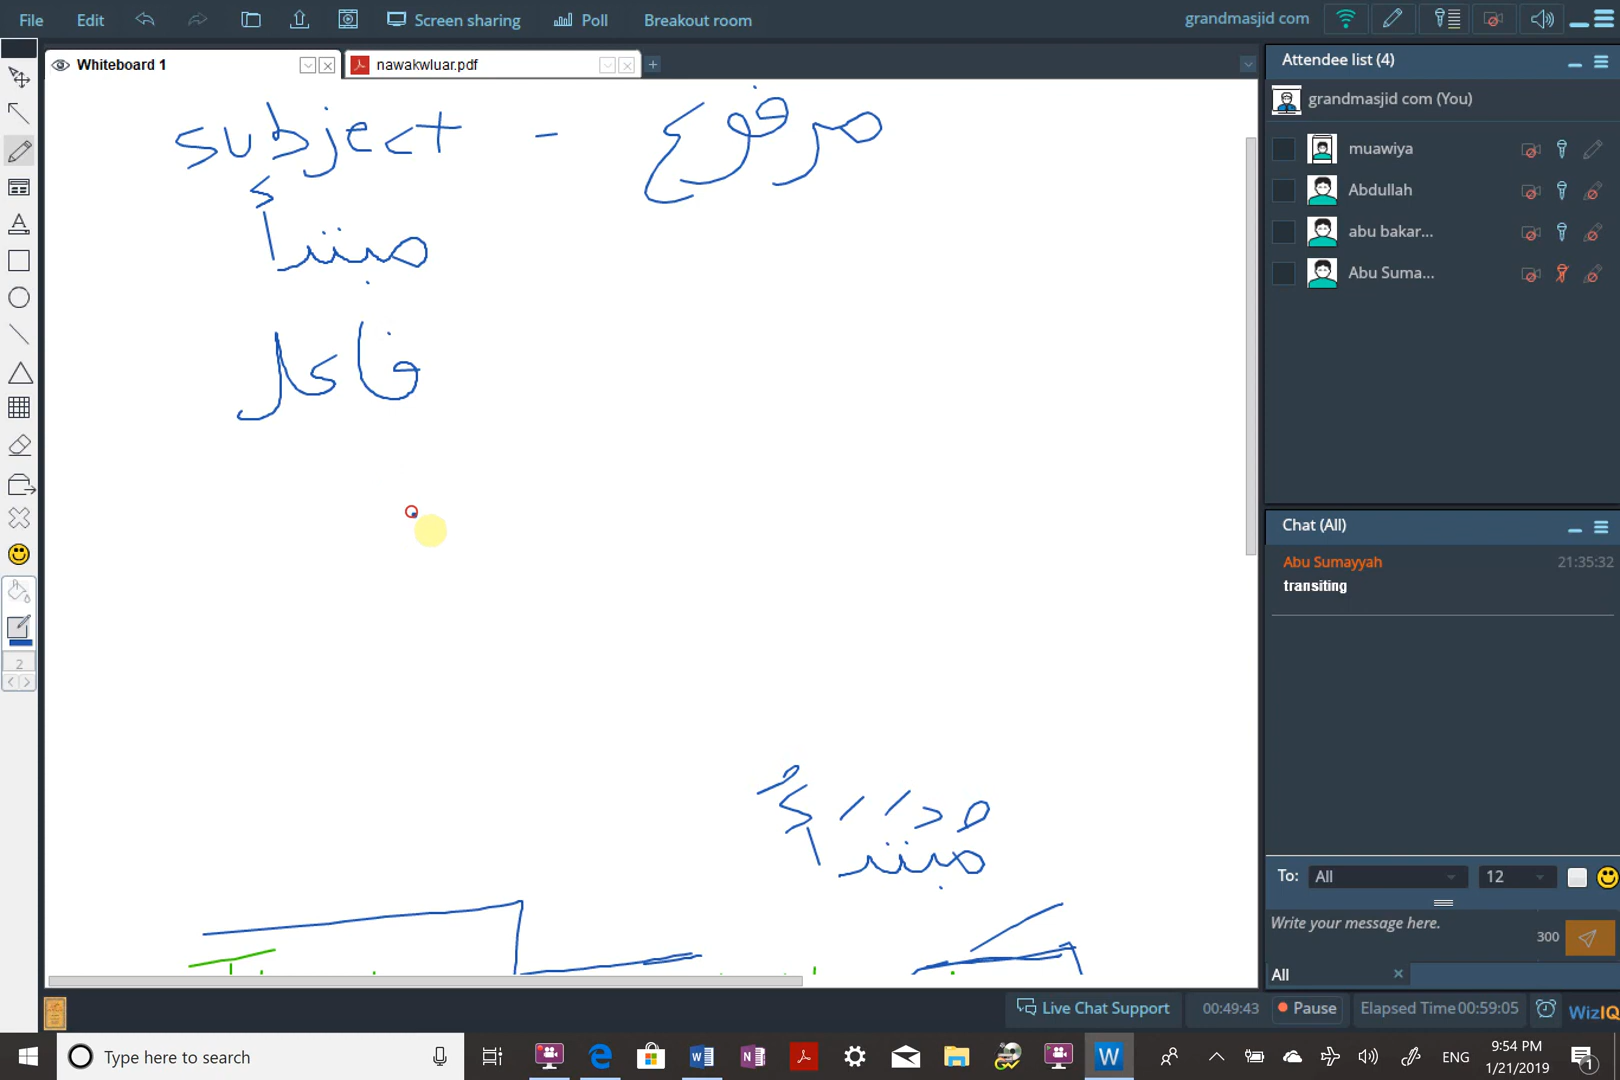 File Edit Screen sharing Poll Breakout room grandmasjid com
Whiteboard 1 nawakwluar.pdf
subject - مرفوع
مبتدأ
فاعل
مبتدأ
Attendee list (4)
grandmasjid com (You)
muawiya
Abdullah
abu bakar...
Abu Suma...
Chat (All)
Abu Sumayyah 21:35:32
transiting
To: All 12
Write your message here. 300
All
2
Live Chat Support 00:49:43 Pause Elapsed Time 00:59:05 WizIQ
Type here to search ENG 9:54 PM
1/21/2019 1